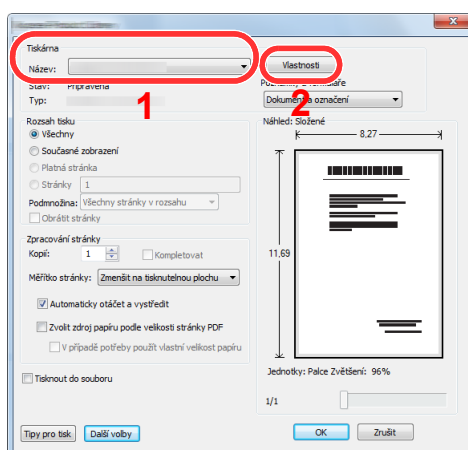 Tiskárna
Název:
Vlastnosti
Stav: Připravena
Poznámky a formuláře
Typ:
1
2
Dokument a označení
Rozsah tisku
Všechny
Současné zobrazení
Platná stránka
Stránky 1
Podmnožina: Všechny stránky v rozsahu
Obrátit stránky
Zpracování stránky
Kopií: 1 Kompletovat
Měřítko stránky: Zmenšit na tisknutelnou plochu
Automaticky otáčet a vystředit
Zvolit zdroj papíru podle velikosti stránky PDF
V případě potřeby použít vlastní velikost papíru
Tisknout do souboru
Náhled: Složené
8,27
11,69
Jednotky: Palce Zvětšení: 96%
1/1
Tipy pro tisk Další volby
OK Zrušit